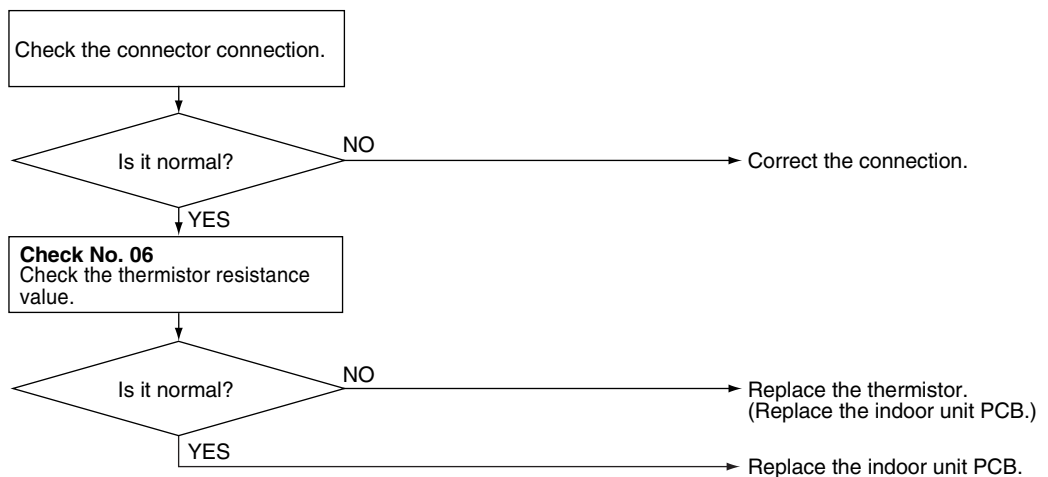 Check the connector connection.
Is it normal?
NO
Correct the connection.
YES
Check No. 06
Check the thermistor resistance
value.
Is it normal?
NO
Replace the thermistor.
(Replace the indoor unit PCB.)
YES
Replace the indoor unit PCB.